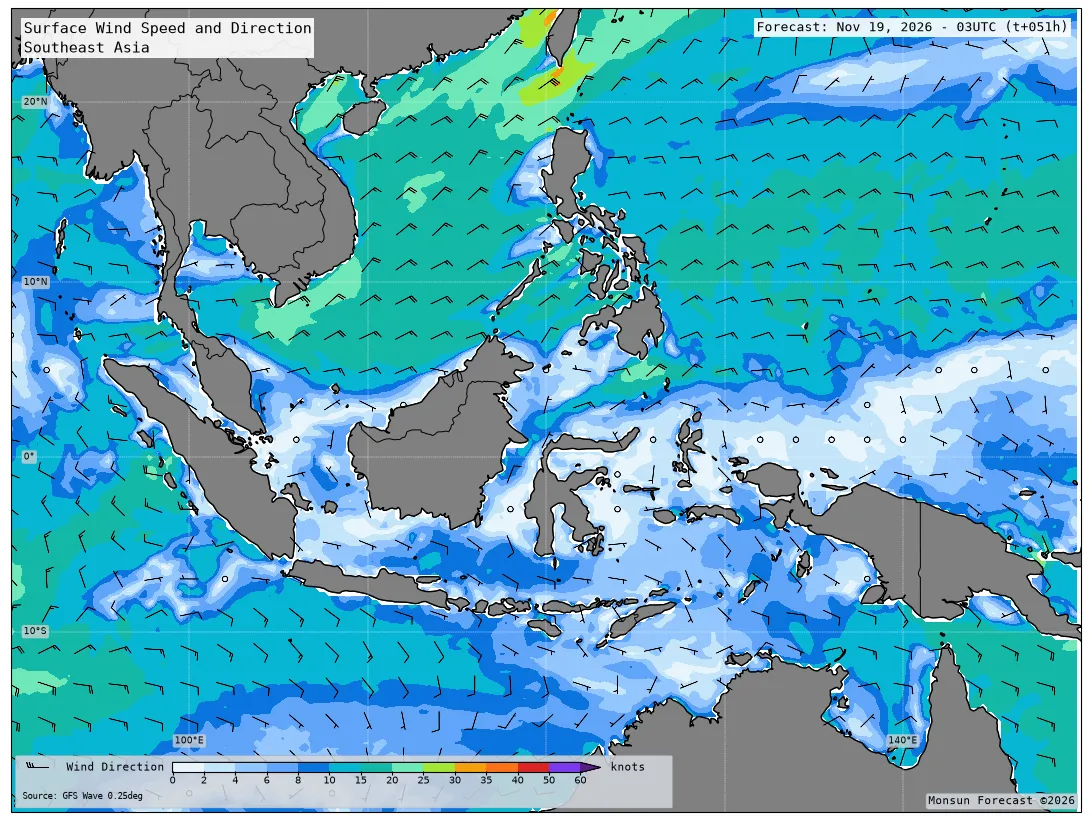 Surface Wind Speed and Direction
Southeast Asia
Forecast: Nov 19, 2026 - 03UTC (t+051h)
20°N
10°N
0°
10°S
100°E
140°E
Wind Direction
0 2 4 6 8 10 15 20 25 30 35 40 50 60
knots
Source: GFS Wave 0.25deg
Monsun Forecast ©2026